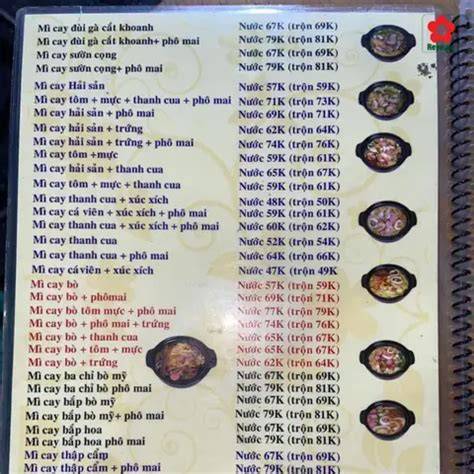 Mì cay đùi gà cắt khoanh Nước 67K (trộn 69K)
Mì cay đùi gà cắt khoanh+ phô mai Nước 79K (trộn 81K)
Mì cay sườn cọng Nước 67K (trộn 69K)
Mì cay sườn cọng+ phô mai Nước 79K (trộn 81K)
Mì cay Hải sản Nước 57K (trộn 59K)
Mì cay tôm + mực + thanh cua + phô mai Nước 71K (trộn 73K)
Mì cay hải sản + phô mai Nước 69K (trộn 71K)
Mì cay hải sản + trứng Nước 62K (trộn 64K)
Mì cay hải sản + trứng + phô mai Nước 74K (trộn 76K)
Mì cay tôm +mực Nước 59K (trộn 61K)
Mì cay hải sản + thanh cua Nước 65K (trộn 67K)
Mì cay tôm + mực + thanh cua Nước 59K (trộn 61K)
Mì cay thanh cua + xúc xích Nước 48K (trộn 50K)
Mì cay cá viên + xúc xích + phô mai Nước 59K (trộn 61K)
Mì cay thanh cua + xúc xích + phô mai Nước 60K (trộn 62K)
Mì cay thanh cua Nước 52K (trộn 54K)
Mì cay thanh cua + phô mai Nước 64K (trộn 66K)
Mì cay cá viên + xúc xích Nước 47K (trộn 49K)
Mì cay bò Nước 57K (trộn 59K)
Mì cay bò + phômai Nước 69K (trộn 71K)
Mì cay bò tôm mực + phô mai Nước 77K (trộn 79K)
Mì cay bò + phô mai + trứng Nước 74K (trộn 76K)
Mì cay bò + thanh cua Nước 65K (trộn 67K)
Mì cay bò + tôm + mực Nước 65K (trộn 67K)
Mì cay bò + trứng Nước 62K (trộn 64K)
Mì cay ba chỉ bò mỹ Nước 67K (trộn 69K)
Mì cay ba chỉ bò phô mai Nước 79K (trộn 81K)
Mì cay bắp bò mỹ Nước 67K (trộn 69K)
Mì cay bắp bò mỹ+ phô mai Nước 79K (trộn 81K)
Mì cay bắp hoa Nước 67K (trộn 69K)
Mì cay bắp hoa phô mai Nước 79K (trộn 81K)
Mì cay thập cẩm Nước 67K (trộn 69K)
Mì cay thập cẩm + phô mai Nước 79K (trộn 81K)